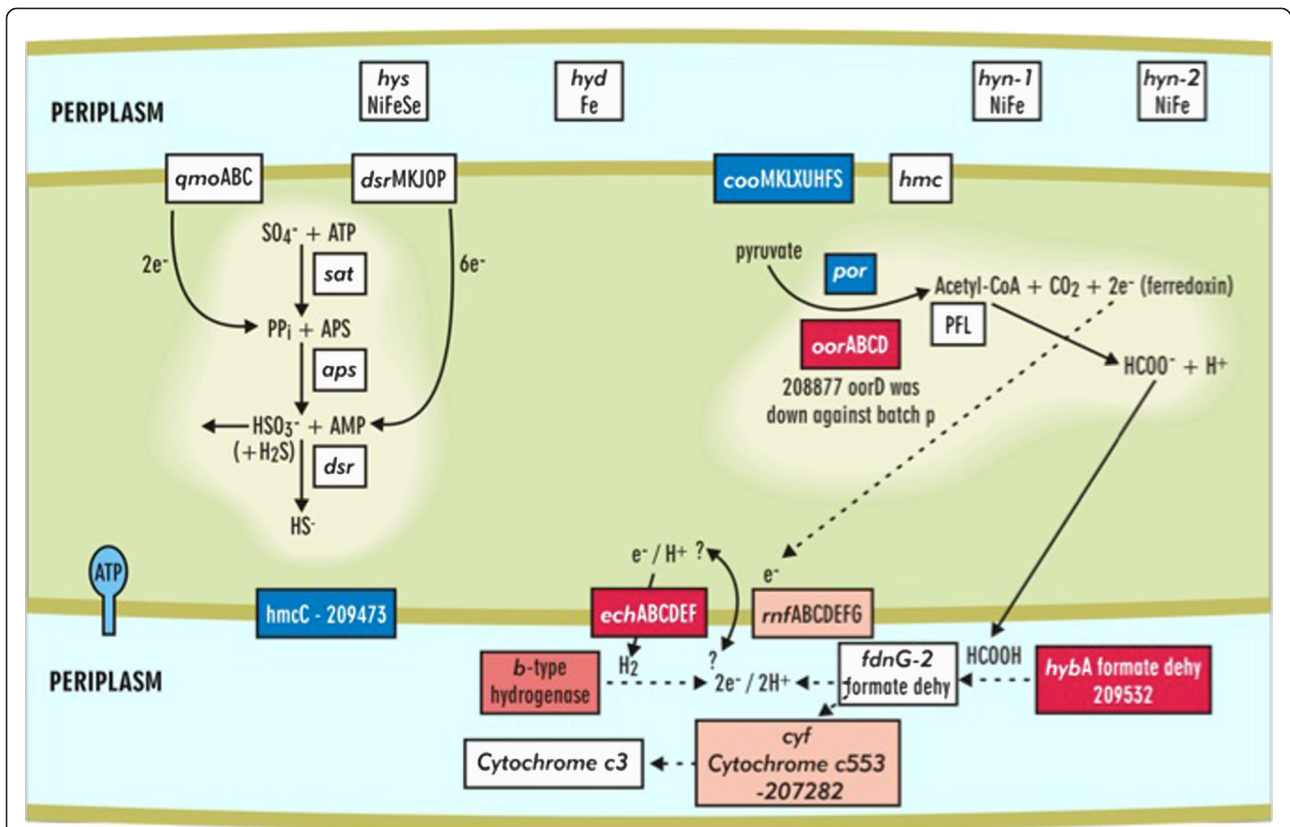 hys
NiFeSe
hyd
Fe
hyn-1
NiFe
hyn-2
NiFe
PERIPLASM
qmoABC
dsrMKJOP
cooMKLXUHFS
hmc
SO₄⁻ + ATP
2e⁻
sat
6e⁻
PPi + APS
aps
HSO₃⁻ + AMP
(+H₂S)
dsr
HS⁻
pyruvate
por
Acetyl-CoA + CO₂ + 2e⁻ (ferredoxin)
oorABCD
PFL
208877 oorD was
down against batch p
HCOO⁻ + H⁺
ATP
hmcC - 209473
e⁻ / H⁺ ?
echABCDEF
e⁻
rnfABCDEFG
PERIPLASM
b-type
hydrogenase
H₂
?
2e⁻ / 2H⁺
fdnG-2
formate dehy
HCOOH
hybA formate dehy
209532
Cytochrome c3
cyf
Cytochrome c553
-207282